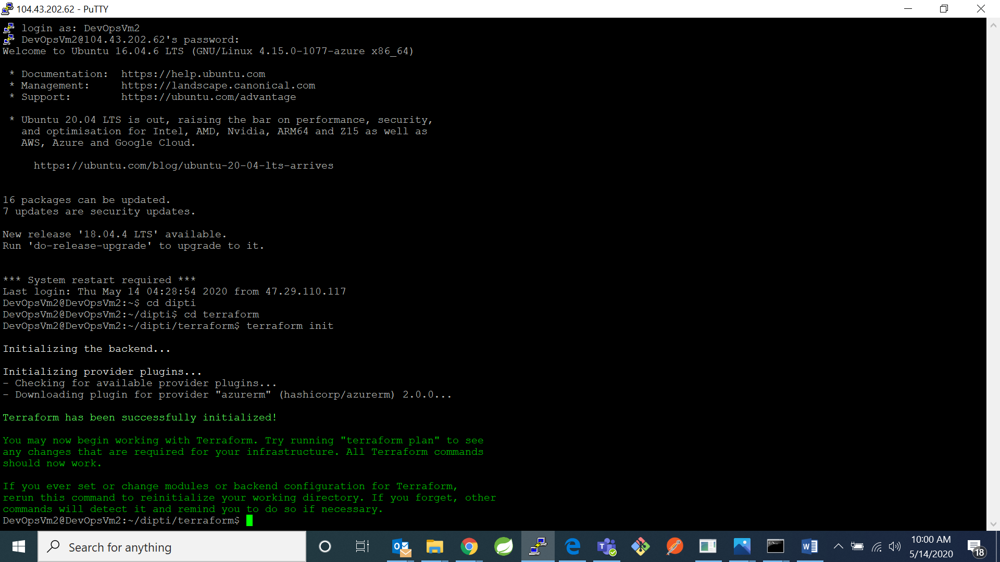 104.43.202.62 - PuTTY
login as: DevOpsVm2
DevOpsVm2@104.43.202.62's password:
Welcome to Ubuntu 16.04.6 LTS (GNU/Linux 4.15.0-1077-azure x86_64)
* Documentation:  https://help.ubuntu.com
* Management:     https://landscape.canonical.com
* Support:        https://ubuntu.com/advantage
* Ubuntu 20.04 LTS is out, raising the bar on performance, security,
and optimisation for Intel, AMD, Nvidia, ARM64 and Z15 as well as
AWS, Azure and Google Cloud.
https://ubuntu.com/blog/ubuntu-20-04-lts-arrives
16 packages can be updated.
7 updates are security updates.
New release '18.04.4 LTS' available.
Run 'do-release-upgrade' to upgrade to it.
*** System restart required ***
Last login: Thu May 14 04:28:54 2020 from 47.29.110.117
DevOpsVm2@DevOpsVm2:~$ cd dipti
DevOpsVm2@DevOpsVm2:~/dipti$ cd terraform
DevOpsVm2@DevOpsVm2:~/dipti/terraform$ terraform init
Initializing the backend...
Initializing provider plugins...
- Checking for available provider plugins...
- Downloading plugin for provider "azurerm" (hashicorp/azurerm) 2.0.0...
Terraform has been successfully initialized!
You may now begin working with Terraform. Try running "terraform plan" to see
any changes that are required for your infrastructure. All Terraform commands
should now work.
If you ever set or change modules or backend configuration for Terraform,
rerun this command to reinitialize your working directory. If you forget, other
commands will detect it and remind you to do so if necessary.
DevOpsVm2@DevOpsVm2:~/dipti/terraform$
Search for anything
10:00 AM
5/14/2020
18